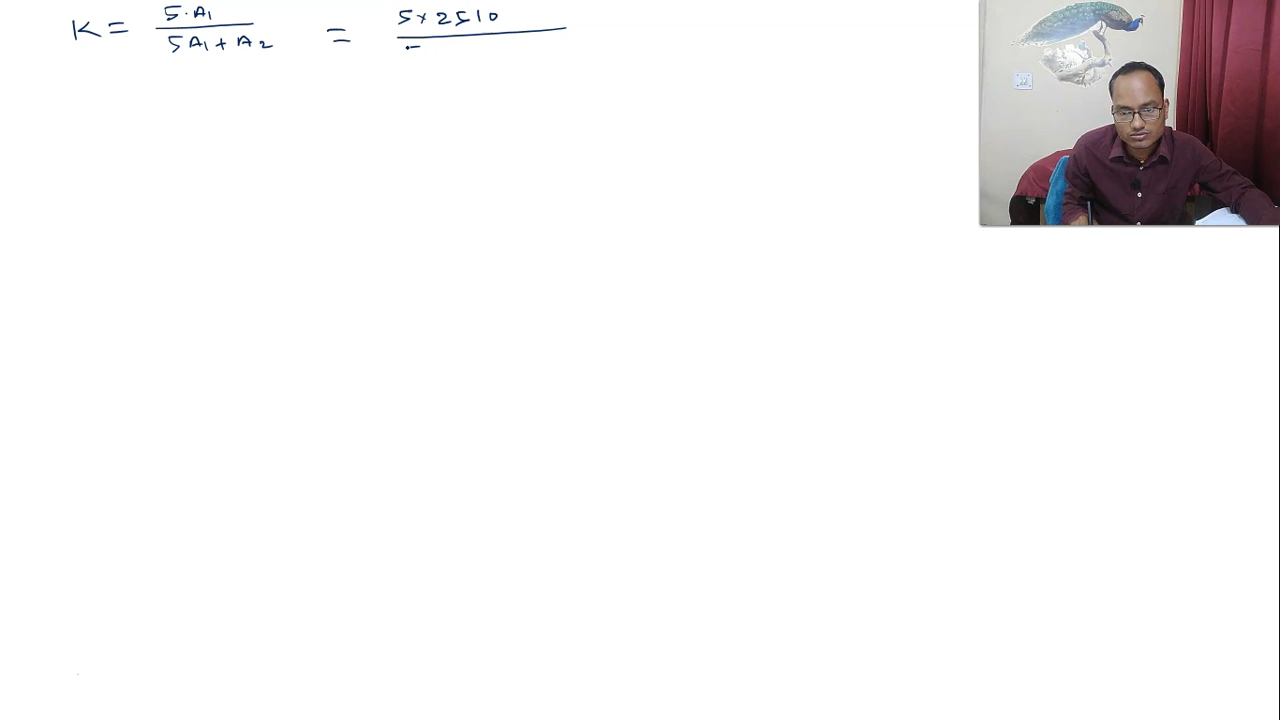 K = 5·A₁ / 5A₁ + A₂ = 5 × 2510 /